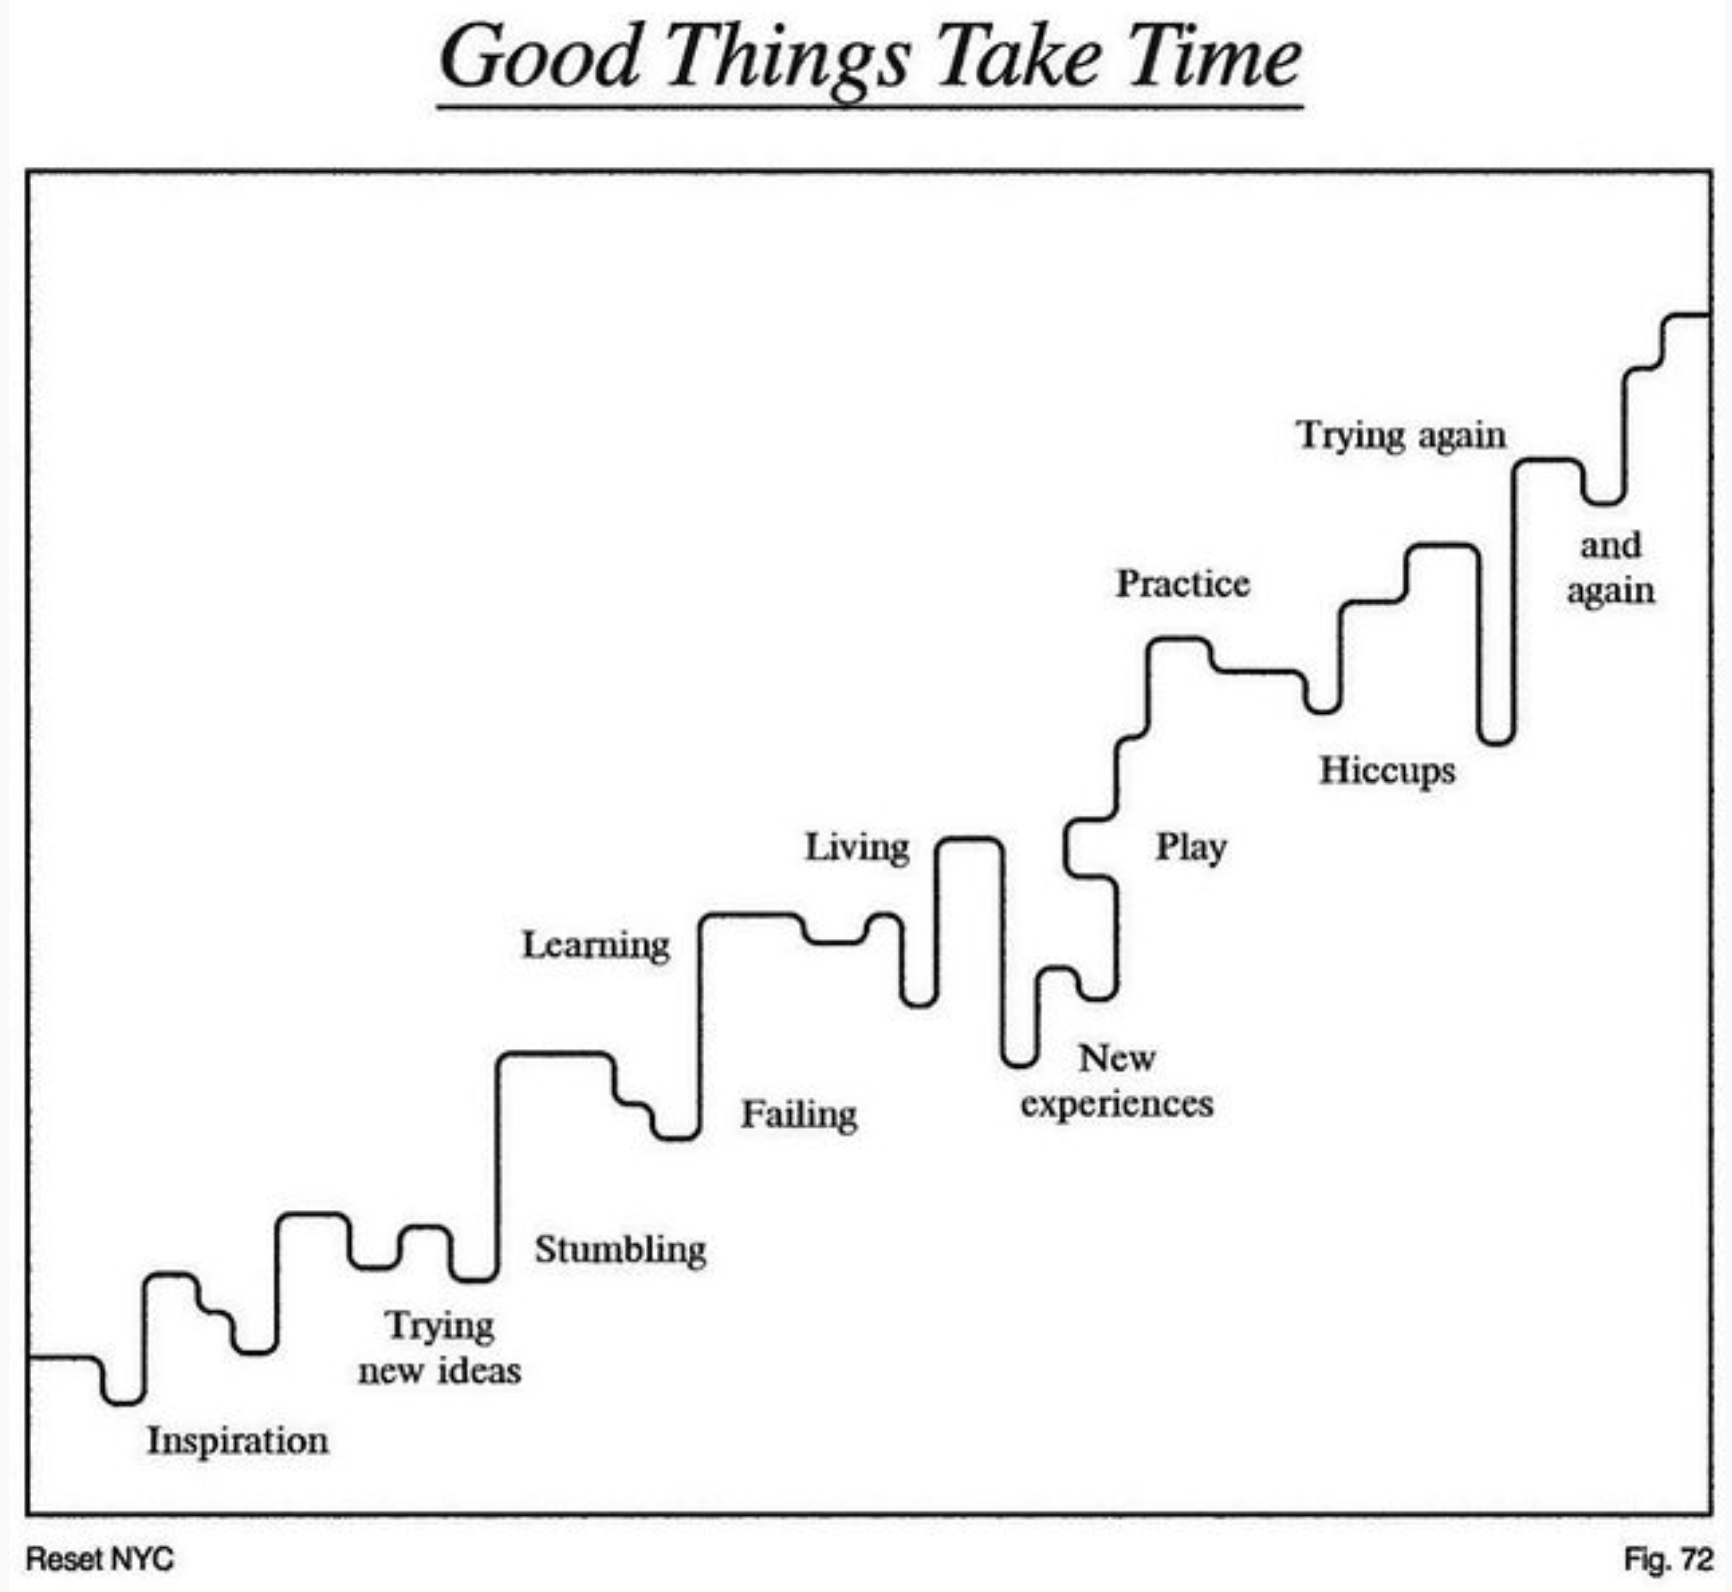 Good Things Take Time
Trying again
and
again
Practice
Hiccups
Living
Play
Learning
New
experiences
Failing
Stumbling
Trying
new ideas
Inspiration
Reset NYC
Fig. 72